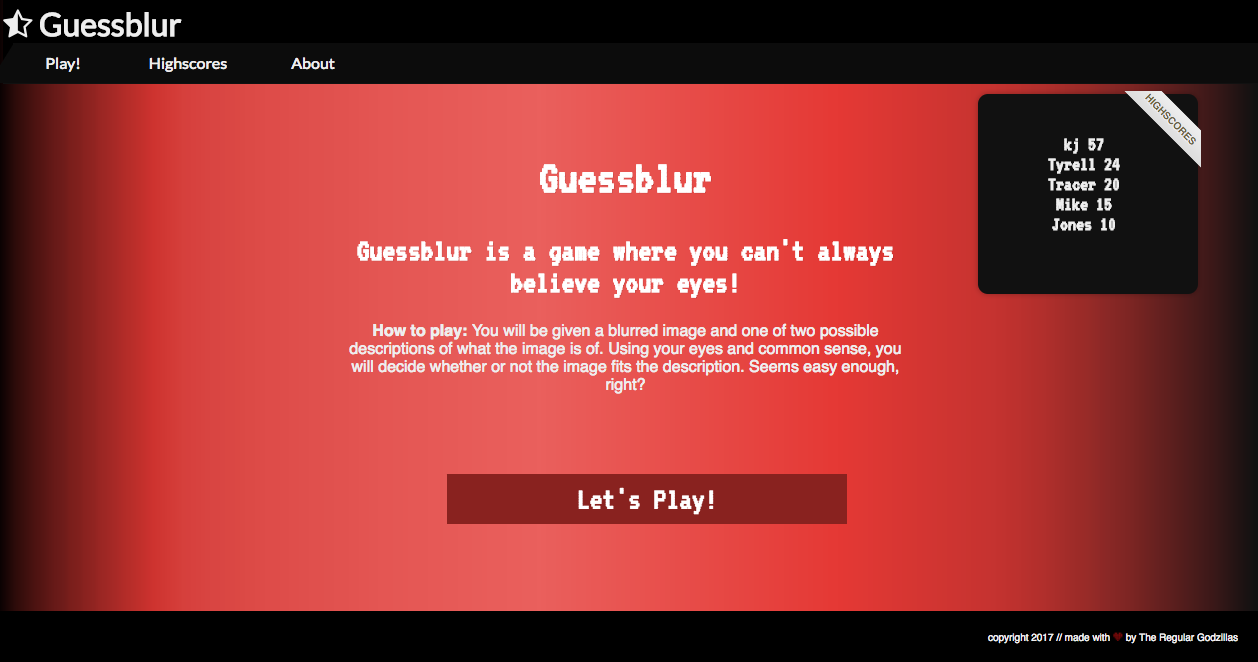 Guessblur
Play! Highscores About
HIGHSCORES
kj 57
Tyrell 24
Tracer 20
Mike 15
Jones 10
Guessblur
Guessblur is a game where you can't always
believe your eyes!
How to play: You will be given a blurred image and one of two possible
descriptions of what the image is of. Using your eyes and common sense, you
will decide whether or not the image fits the description. Seems easy enough,
right?
Let's Play!
copyright 2017 // made with ♥ by The Regular Godzillas